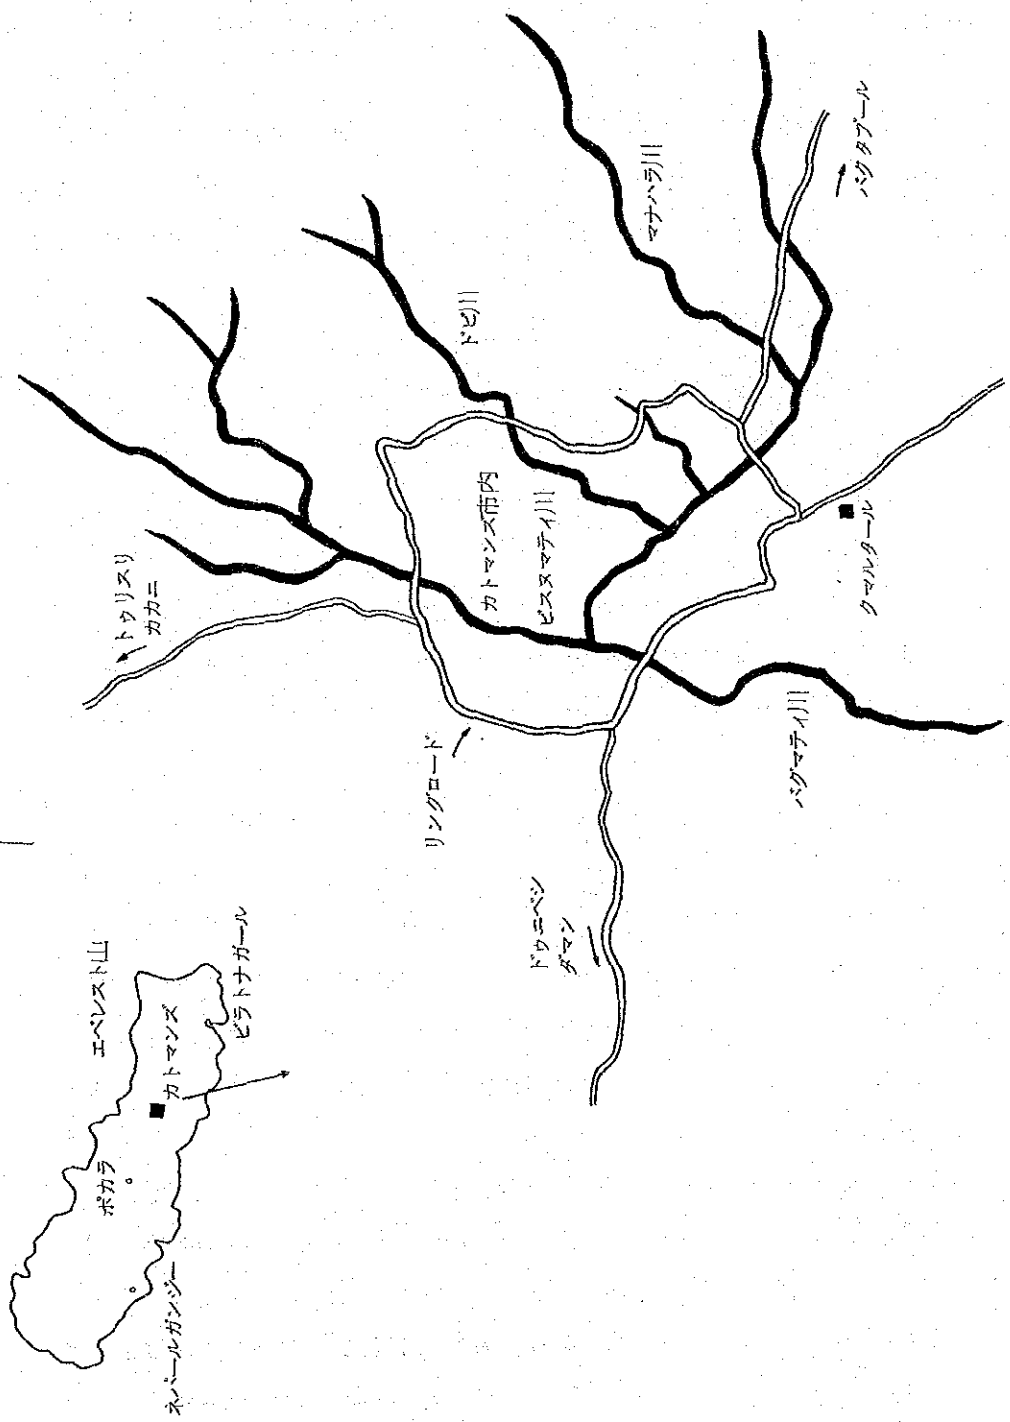 エベレスト山
カトマンズ
ポカラ
ビラトナガール
ネパールガンジー
トゥリスリ
カカニ
ドビ川
マナハラ川
バクタプール
カトマンズ市内
ビスヌマティ川
リングロード
クマルタール
バグマティ川
ドゥニベシ
ダマン